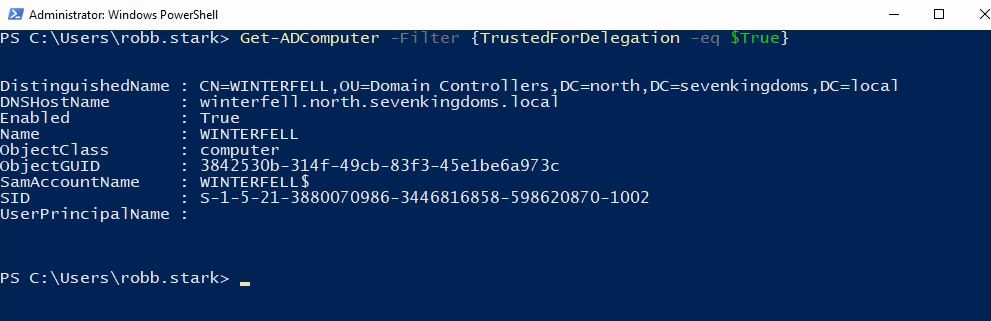 Administrator: Windows PowerShell
PS C:\Users\robb.stark> Get-ADComputer -Filter {TrustedForDelegation -eq $True}
DistinguishedName : CN=WINTERFELL,OU=Domain Controllers,DC=north,DC=sevenkingdoms,DC=local
DNSHostName : winterfell.north.sevenkingdoms.local
Enabled : True
Name : WINTERFELL
ObjectClass : computer
ObjectGUID : 3842530b-314f-49cb-83f3-45e1be6a973c
SamAccountName : WINTERFELL$
SID : S-1-5-21-3880070986-3446816858-598620870-1002
UserPrincipalName :
PS C:\Users\robb.stark>